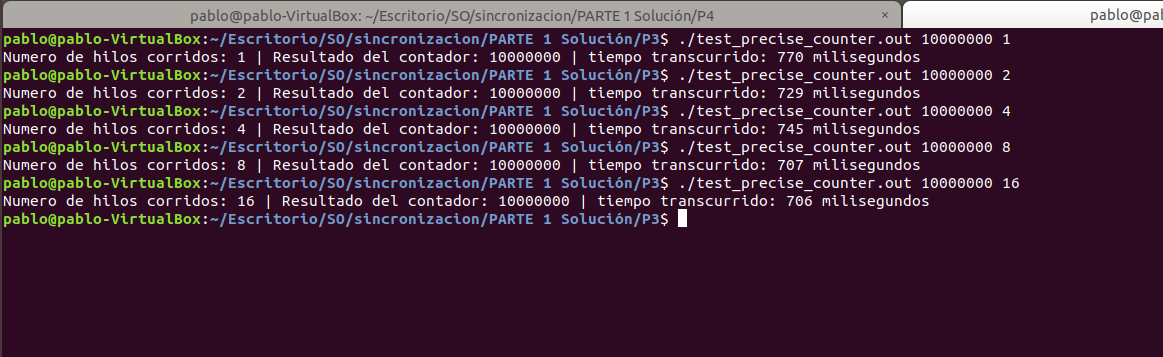 pablo@pablo-VirtualBox: ~/Escritorio/SO/sincronizacion/PARTE 1 Solución/P4 × pablo@pa
pablo@pablo-VirtualBox:~/Escritorio/SO/sincronizacion/PARTE 1 Solución/P3$ ./test_precise_counter.out 10000000 1
Numero de hilos corridos: 1 | Resultado del contador: 10000000 | tiempo transcurrido: 770 milisegundos
pablo@pablo-VirtualBox:~/Escritorio/SO/sincronizacion/PARTE 1 Solución/P3$ ./test_precise_counter.out 10000000 2
Numero de hilos corridos: 2 | Resultado del contador: 10000000 | tiempo transcurrido: 729 milisegundos
pablo@pablo-VirtualBox:~/Escritorio/SO/sincronizacion/PARTE 1 Solución/P3$ ./test_precise_counter.out 10000000 4
Numero de hilos corridos: 4 | Resultado del contador: 10000000 | tiempo transcurrido: 745 milisegundos
pablo@pablo-VirtualBox:~/Escritorio/SO/sincronizacion/PARTE 1 Solución/P3$ ./test_precise_counter.out 10000000 8
Numero de hilos corridos: 8 | Resultado del contador: 10000000 | tiempo transcurrido: 707 milisegundos
pablo@pablo-VirtualBox:~/Escritorio/SO/sincronizacion/PARTE 1 Solución/P3$ ./test_precise_counter.out 10000000 16
Numero de hilos corridos: 16 | Resultado del contador: 10000000 | tiempo transcurrido: 706 milisegundos
pablo@pablo-VirtualBox:~/Escritorio/SO/sincronizacion/PARTE 1 Solución/P3$